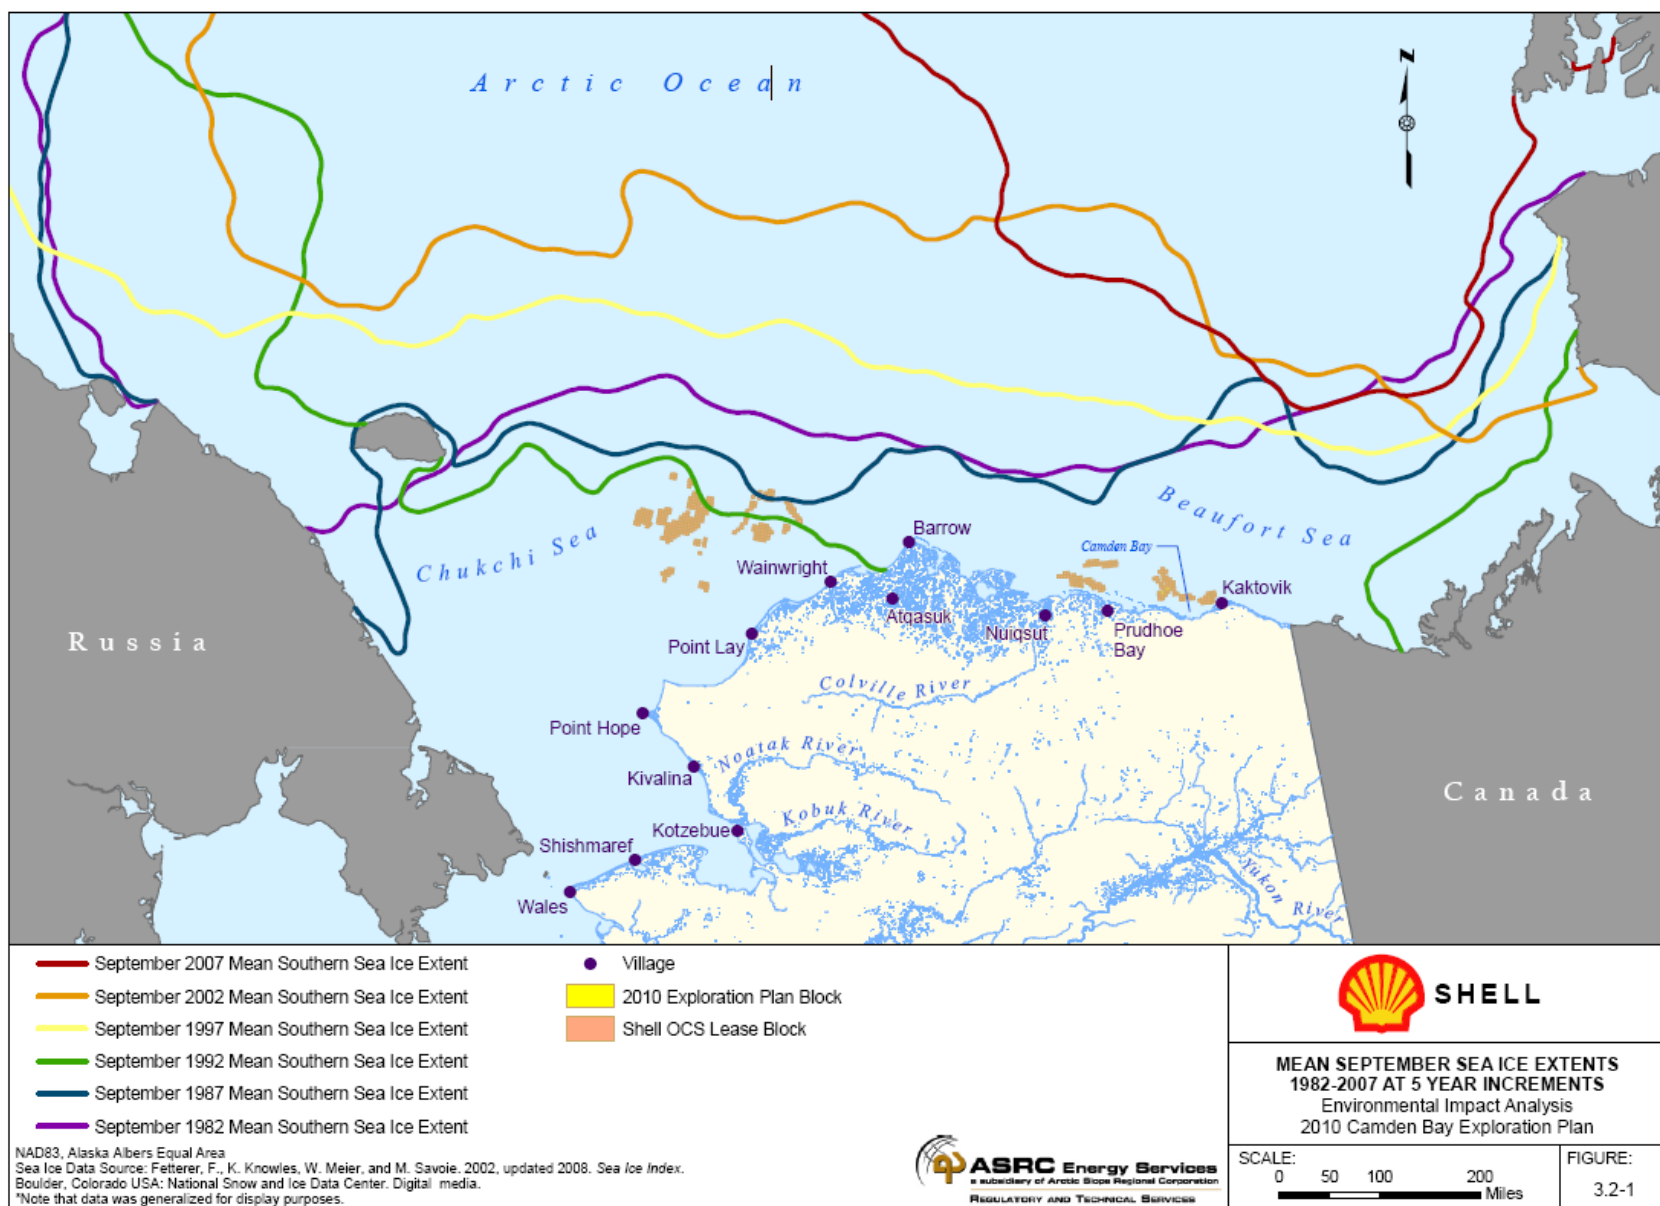 Arctic Ocean
N
Beaufort Sea
Chukchi Sea
Barrow
Camden Bay
Wainwright
Kaktovik
Atqasuk
Nuiqsut
Prudhoe
Bay
Russia
Point Lay
Colville River
Point Hope
Noatak River
Kivalina
Canada
Kobuk River
Kotzebue
Shishmaref
Yukon River
Wales
September 2007 Mean Southern Sea Ice Extent
September 2002 Mean Southern Sea Ice Extent
September 1997 Mean Southern Sea Ice Extent
September 1992 Mean Southern Sea Ice Extent
September 1987 Mean Southern Sea Ice Extent
September 1982 Mean Southern Sea Ice Extent
Village
2010 Exploration Plan Block
Shell OCS Lease Block
NAD83, Alaska Albers Equal Area
Sea Ice Data Source: Fetterer, F., K. Knowles, W. Meier, and M. Savoie. 2002, updated 2008. Sea Ice Index.
Boulder, Colorado USA: National Snow and Ice Data Center. Digital media.
*Note that data was generalized for display purposes.
ASRC Energy Services
a subsidiary of Arctic Slope Regional Corporation
REGULATORY AND TECHNICAL SERVICES
SHELL
MEAN SEPTEMBER SEA ICE EXTENTS
1982-2007 AT 5 YEAR INCREMENTS
Environmental Impact Analysis
2010 Camden Bay Exploration Plan
SCALE:
0 50 100 200
Miles
FIGURE:
3.2-1